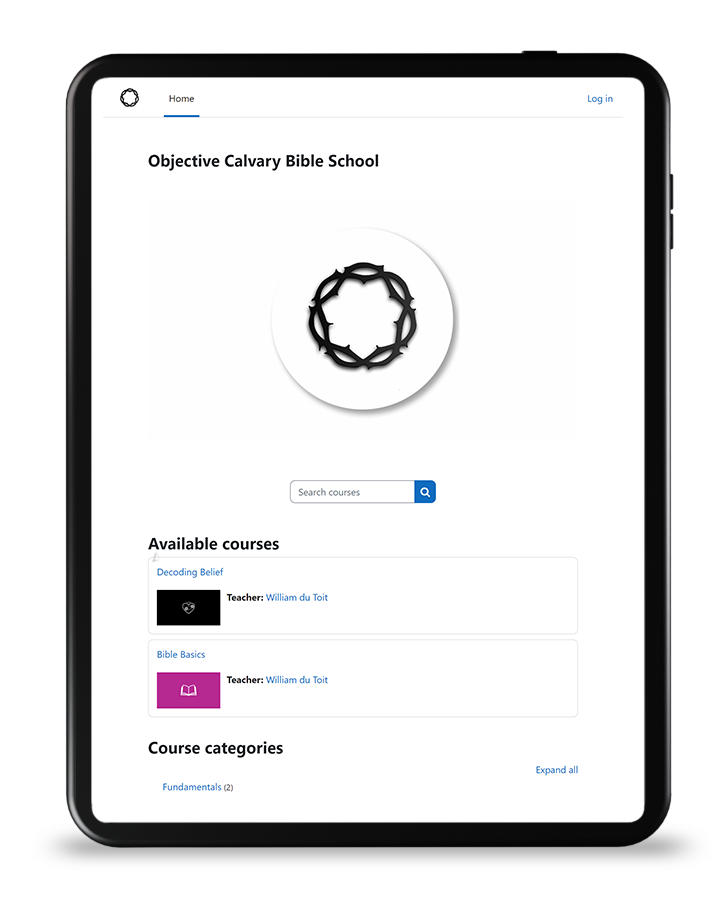 Home
Log in
Objective Calvary Bible School
Search courses
Available courses
Decoding Belief
Teacher: William du Toit
Bible Basics
Teacher: William du Toit
Course categories
Expand all
Fundamentals (2)